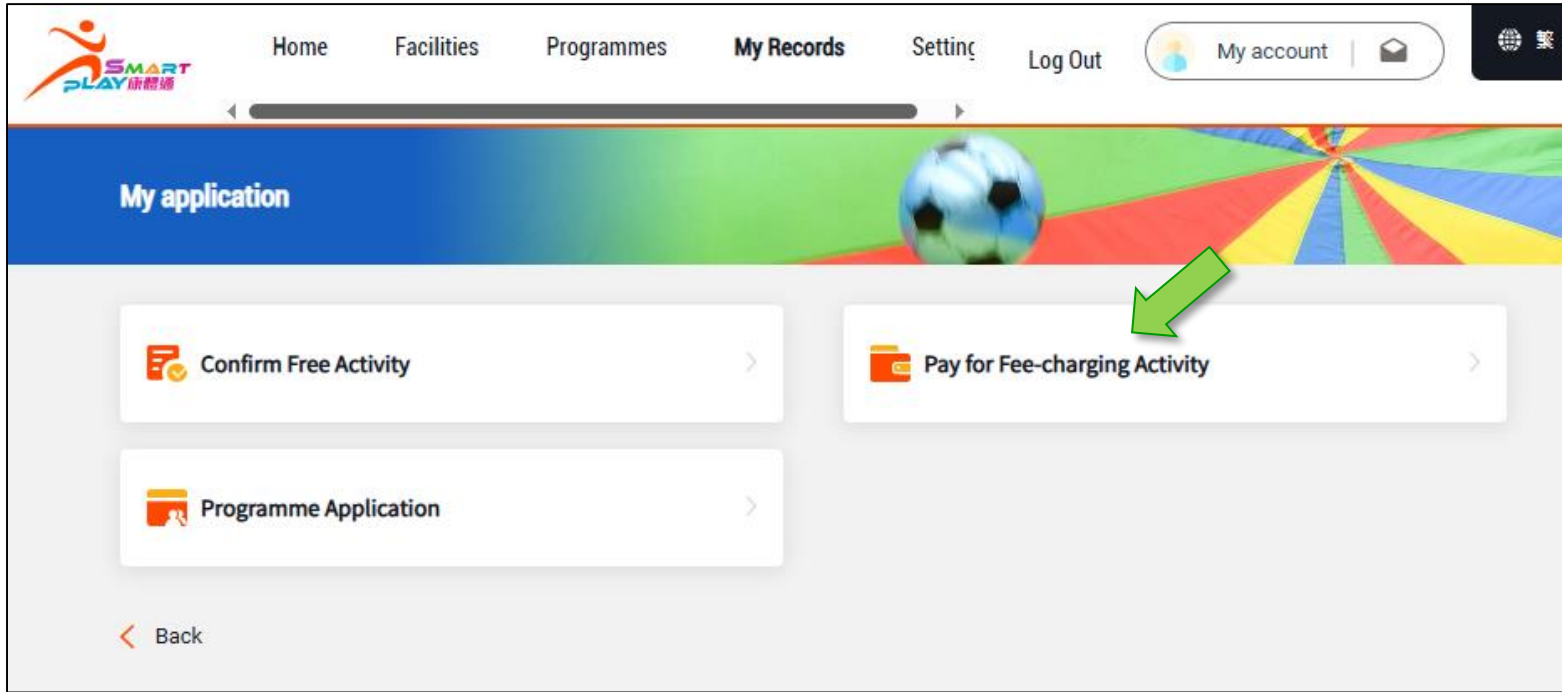 SMART
PLAY康體通
Home
Facilities
Programmes
My Records
Setting
Log Out
My account
繁
My application
Confirm Free Activity
Pay for Fee-charging Activity
Programme Application
Back